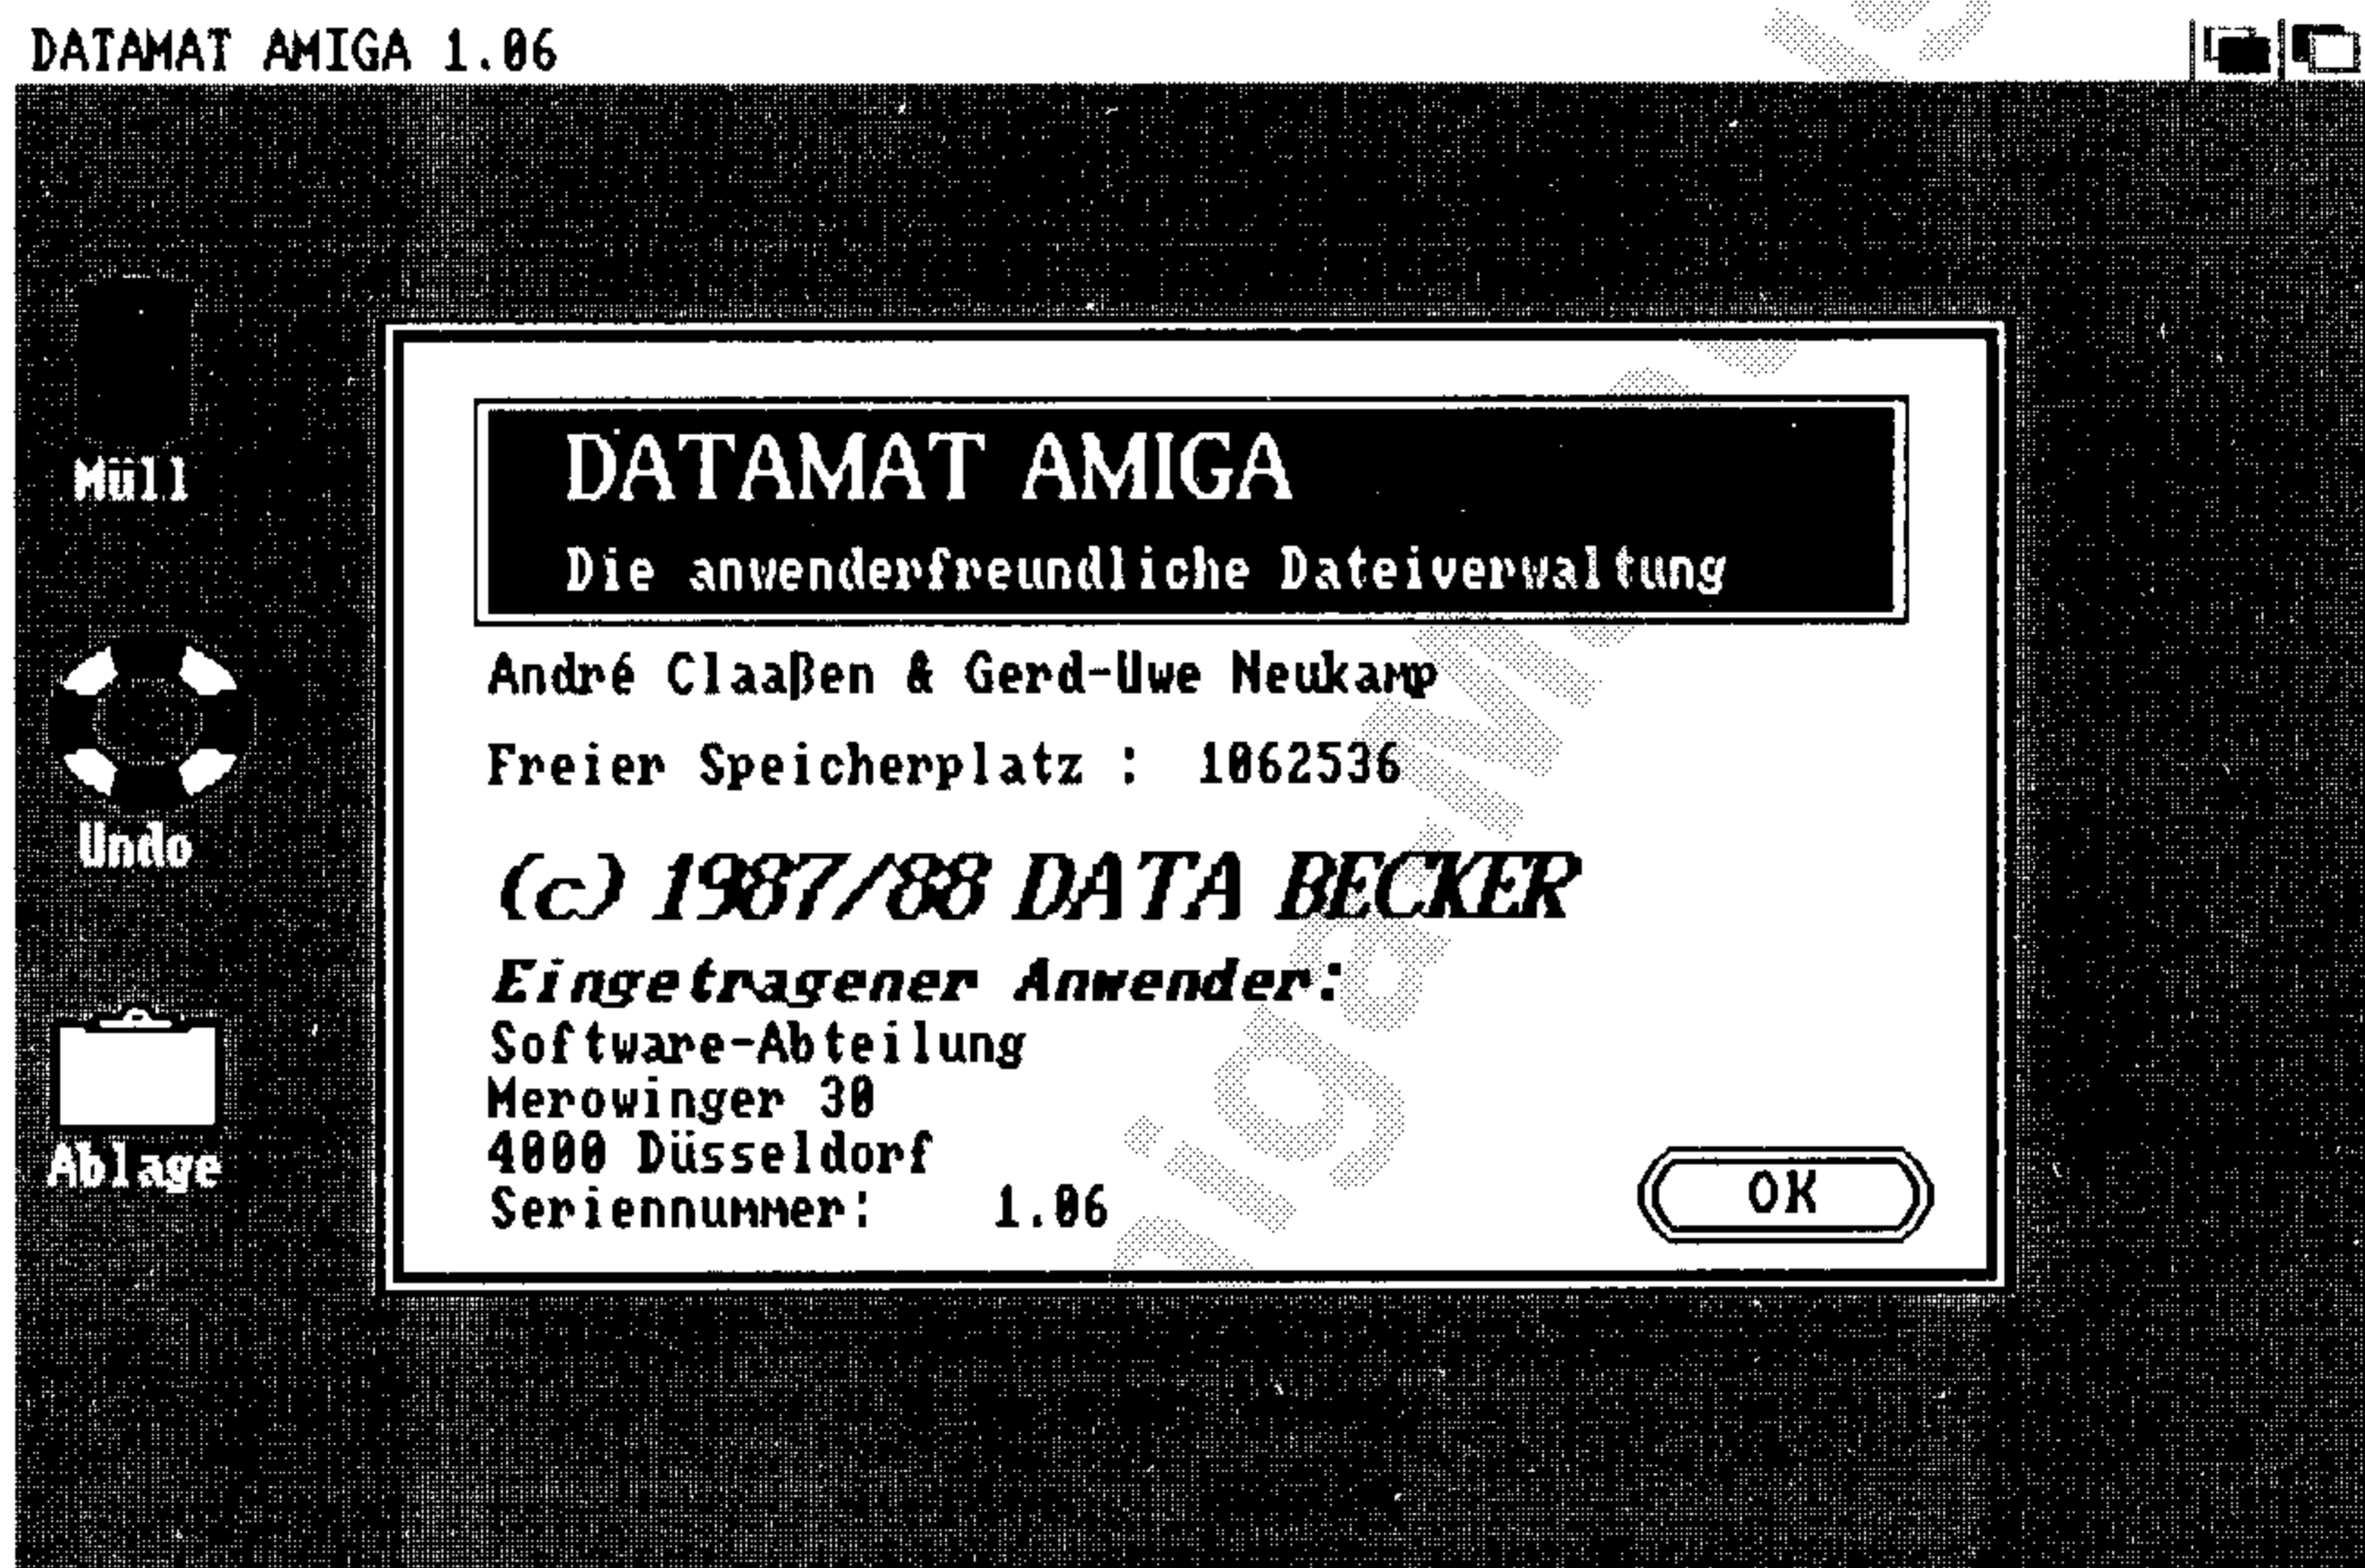 DATAMAT AMIGA 1.06
Müll
Undo
Ablage
DATAMAT AMIGA
Die anwenderfreundliche Dateiverwaltung
André Claaßen & Gerd-Uwe Neukamp
Freier Speicherplatz : 1062536
(c) 1987/88 DATA BECKER
Eingetragener Anwender:
Software-Abteilung
Merowinger 30
4000 Düsseldorf
Seriennummer: 1.06
OK